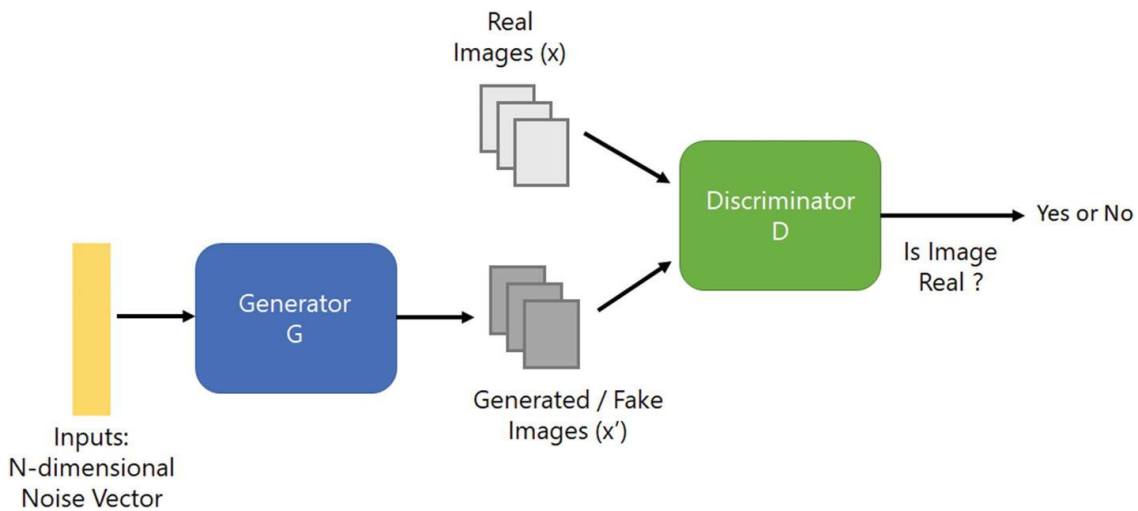 Real
Images (x)
Discriminator
D
Yes or No
Is Image
Real ?
Generator
G
Generated / Fake
Images (x’)
Inputs:
N-dimensional
Noise Vector